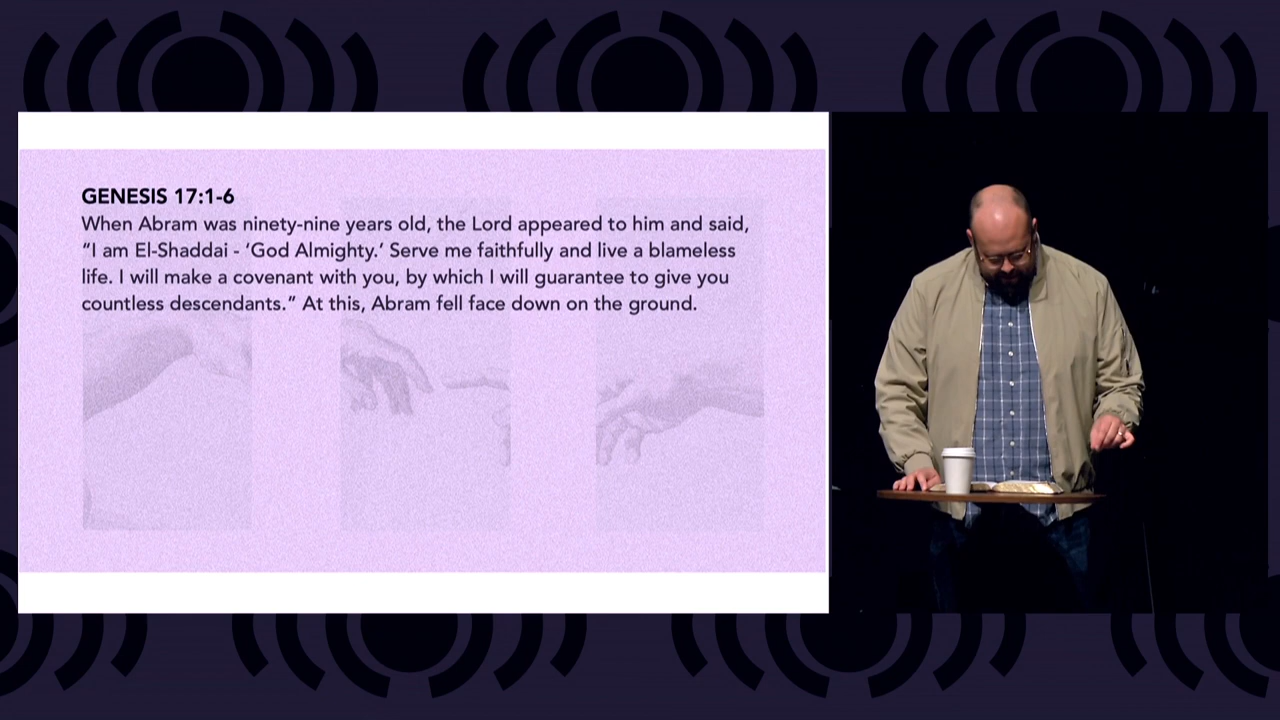 GENESIS 17:1-6
When Abram was ninety-nine years old, the Lord appeared to him and said,
“I am El-Shaddai - ‘God Almighty.’ Serve me faithfully and live a blameless
life. I will make a covenant with you, by which I will guarantee to give you
countless descendants.” At this, Abram fell face down on the ground.